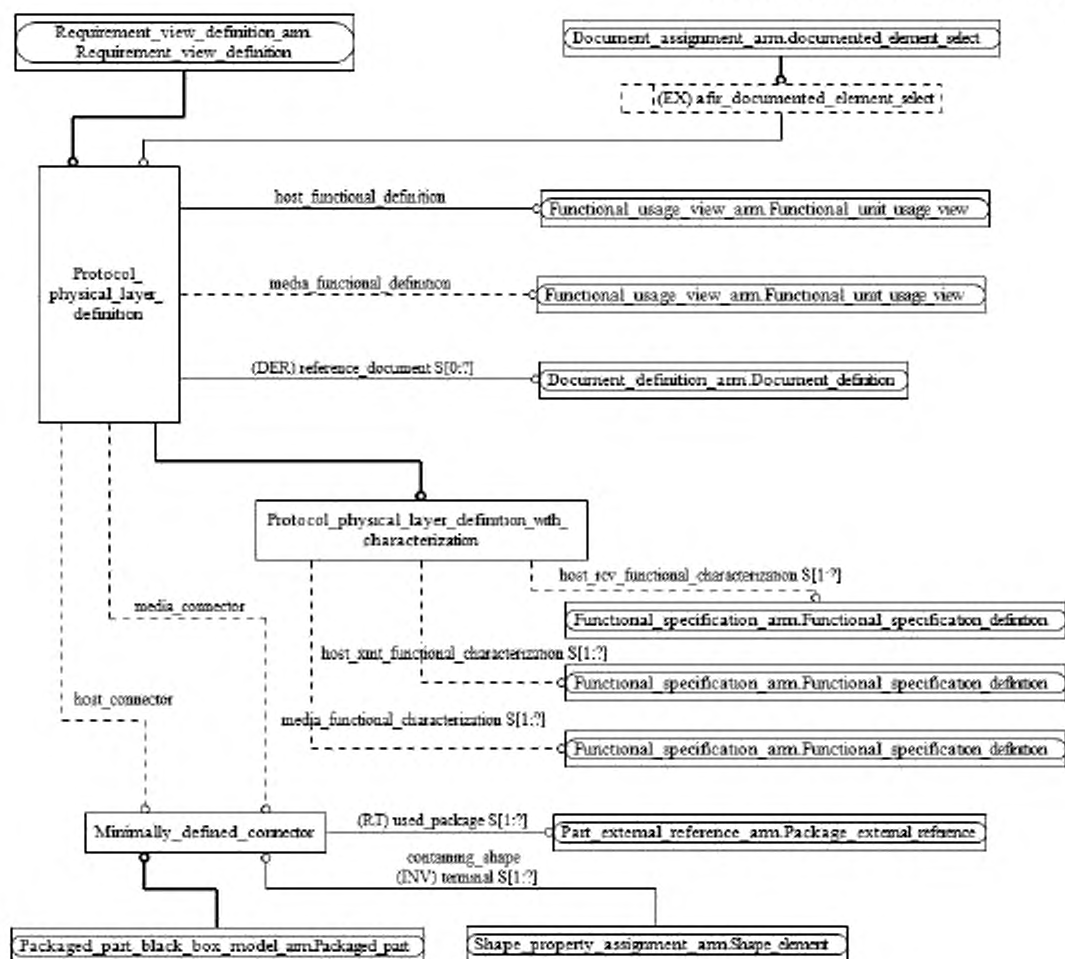 Requirement_view_definition_arm.
Requirement_view_definition
Document_assignment_arm.documented_element_select
(EX) afir_documented_element_select
host_functional_definition
Functional_usage_view_arm.Functional_unit_usage_view
Protocol_
physical_layer_
definition
media_functional_definition
Functional_usage_view_arm.Functional_unit_usage_view
(DER) reference_document S[0:?]
Document_definition_arm.Document_definition
Protocol_physical_layer_definition_with_
characterization
host_rcv_functional_characterization S[1:?]
media_connector
Functional_specification_arm.Functional_specification_definition
host_xmt_functional_characterization S[1:?]
Functional_specification_arm.Functional_specification_definition
host_connector
media_functional_characterization S[1:?]
Functional_specification_arm.Functional_specification_definition
Minimally_defined_connector
(RT) used_package S[1:?]
Part_external_reference_arm.Package_external_reference
containing_shape
(INV) terminal S[1:?]
Packaged_part_black_box_model_arm.Packaged_part
Shape_property_assignment_arm.Shape_element